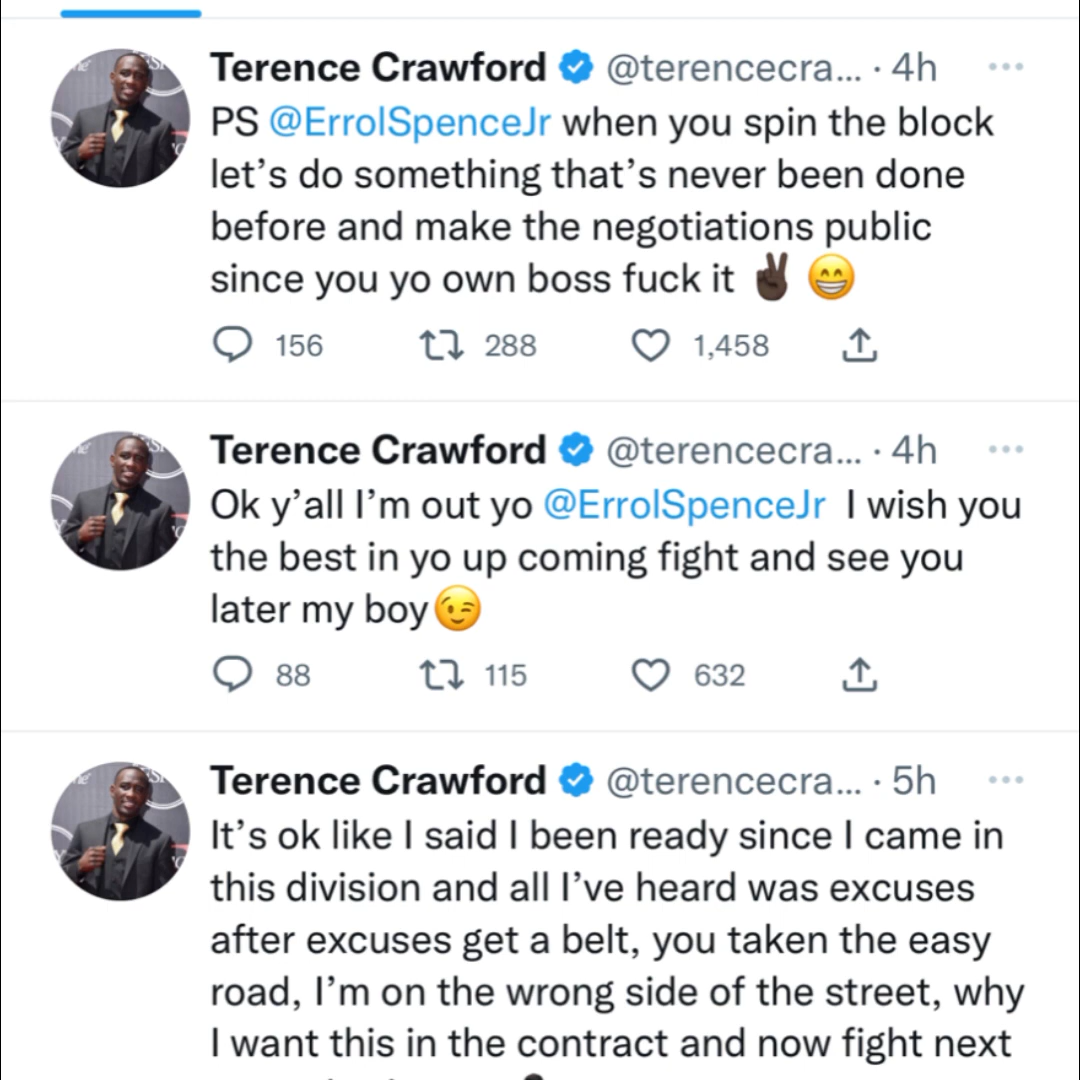 Terence Crawford @terencecra... · 4h
PS @ErrolSpenceJr when you spin the block
let’s do something that’s never been done
before and make the negotiations public
since you yo own boss fuck it ✌🏿 😁
156 288 1,458
Terence Crawford @terencecra... · 4h
Ok y’all I’m out yo @ErrolSpenceJr I wish you
the best in yo up coming fight and see you
later my boy😉
88 115 632
Terence Crawford @terencecra... · 5h
It’s ok like I said I been ready since I came in
this division and all I’ve heard was excuses
after excuses get a belt, you taken the easy
road, I’m on the wrong side of the street, why
I want this in the contract and now fight next